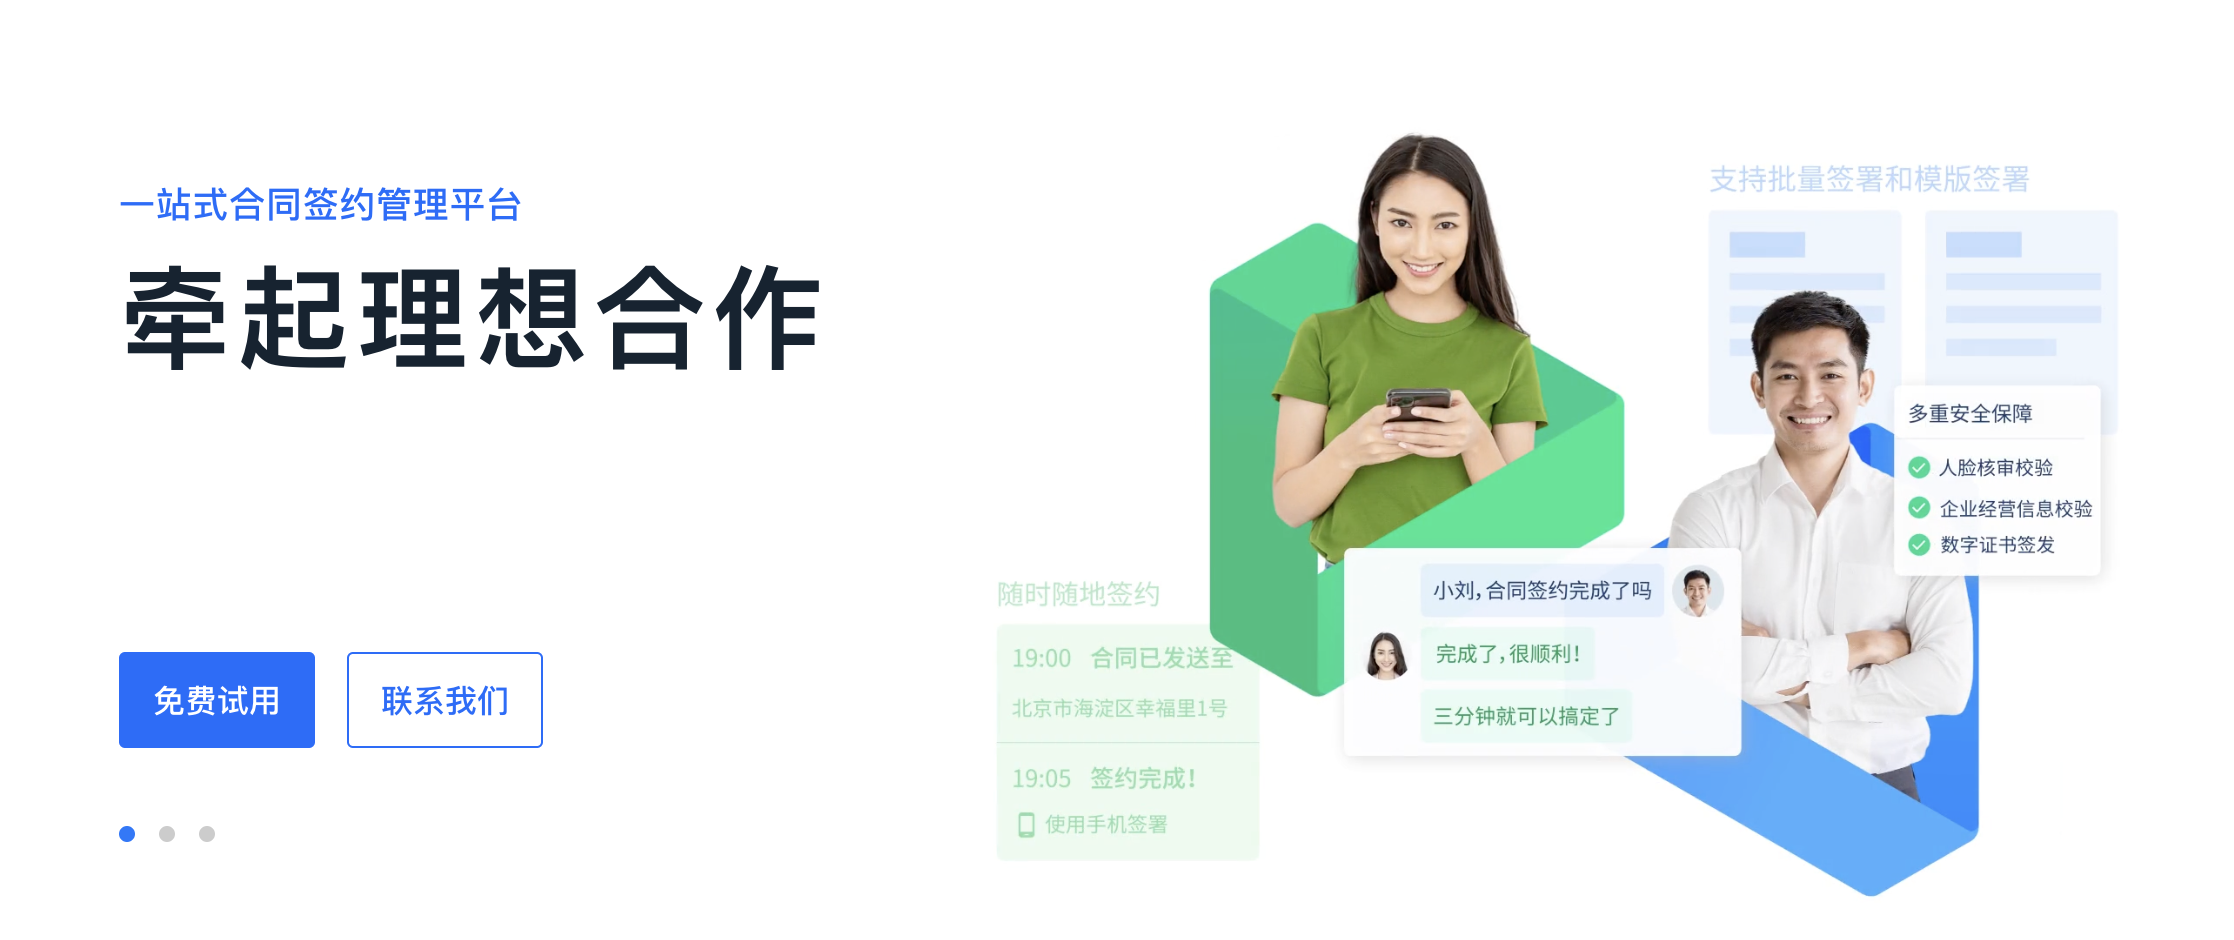 一站式合同签约管理平台
牵起理想合作
免费试用
联系我们
支持批量签署和模版签署
多重安全保障
人脸核审校验
企业经营信息校验
数字证书签发
小刘，合同签约完成了吗
完成了，很顺利！
三分钟就可以搞定了
随时随地签约
19:00 合同已发送至
北京市海淀区幸福里1号
19:05 签约完成！
使用手机签署